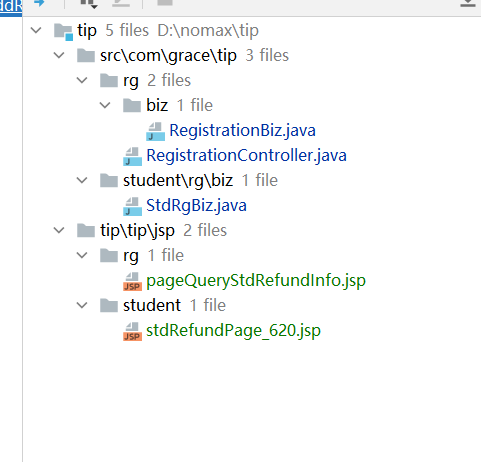 ddR
tip 5 files D:\nomax\tip
src\com\grace\tip 3 files
rg 2 files
biz 1 file
RegistrationBiz.java
RegistrationController.java
student\rg\biz 1 file
StdRgBiz.java
tip\tip\jsp 2 files
rg 1 file
pageQueryStdRefundInfo.jsp
student 1 file
stdRefundPage_620.jsp